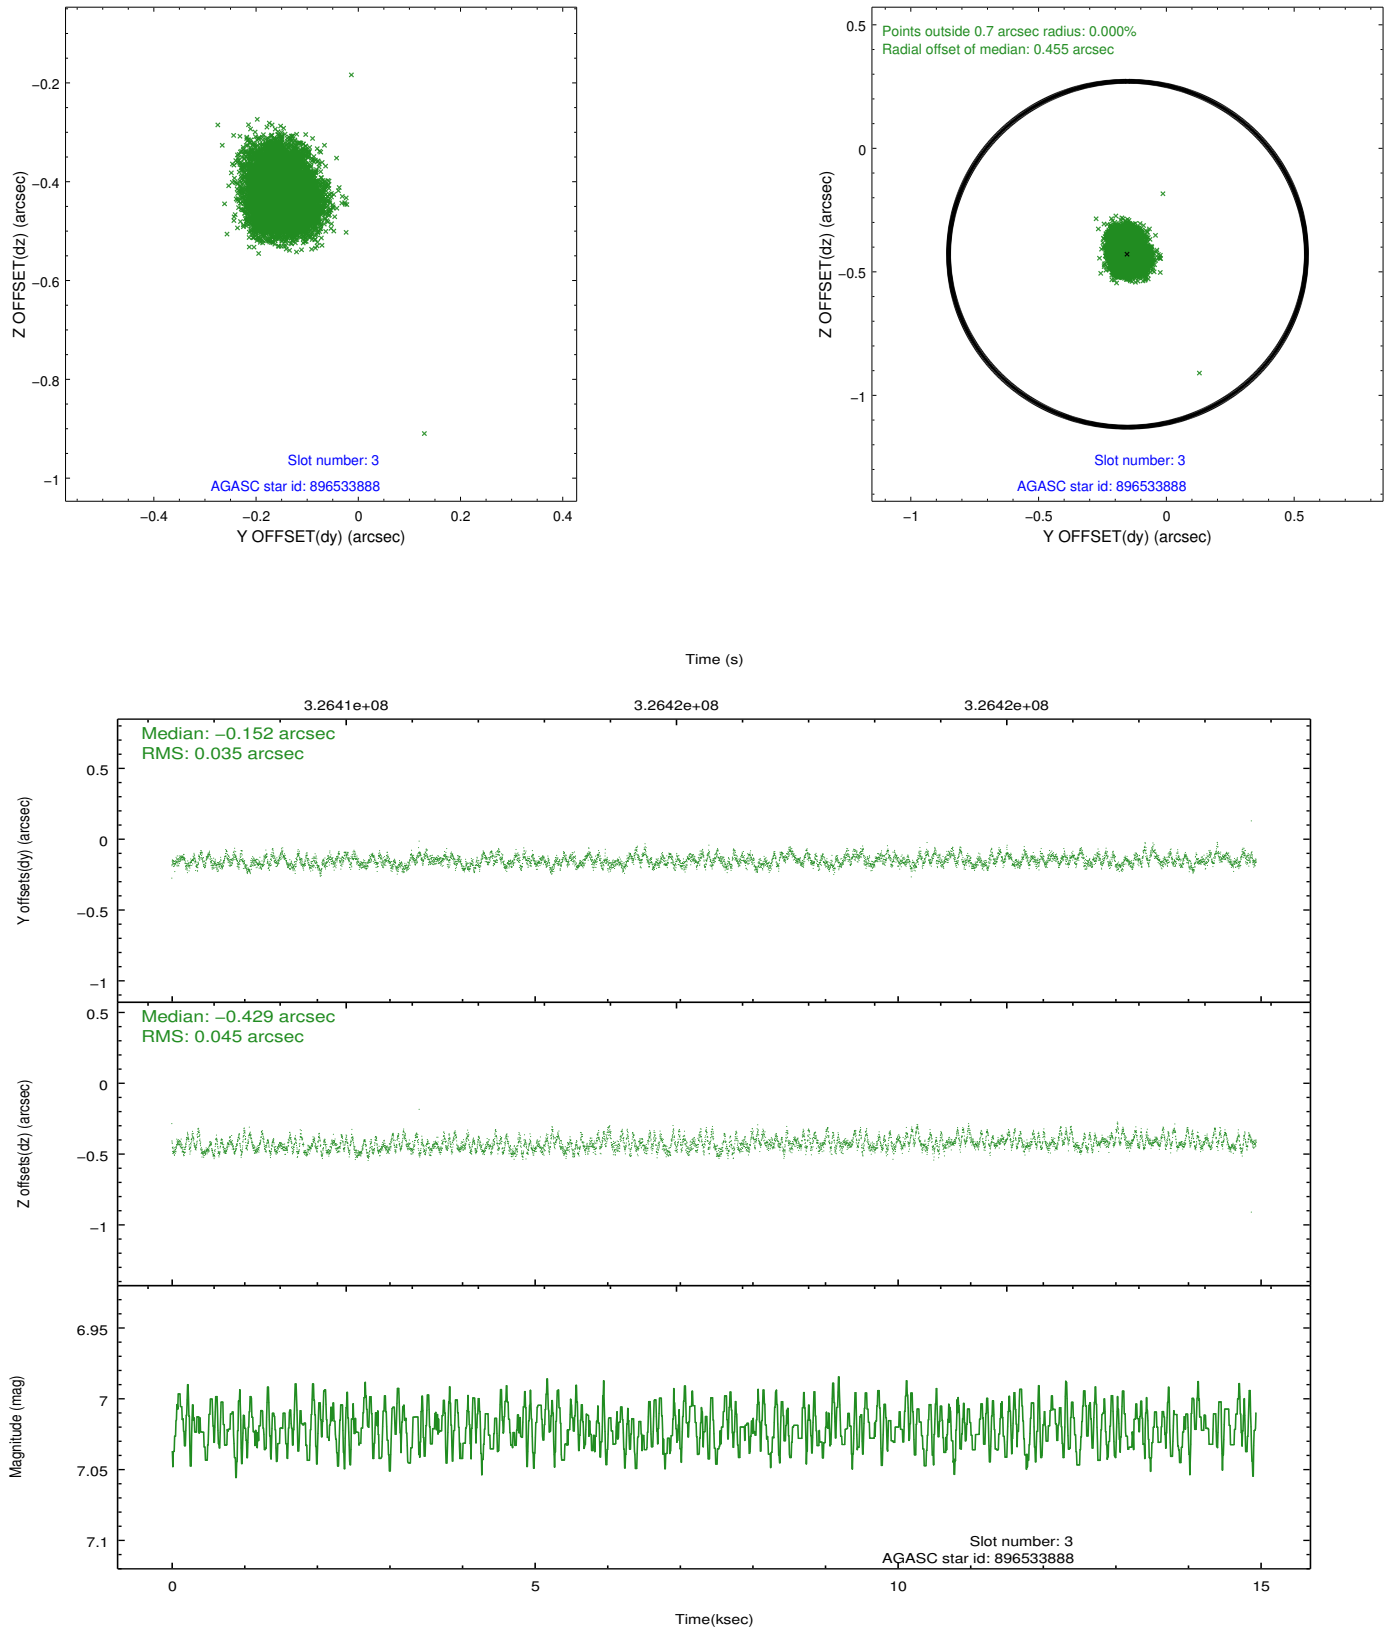 −0.2
−0.4
−0.6
−0.8
−1
Z OFFSET(dz) (arcsec)
Slot number: 3
AGASC star id: 896533888
−0.4
−0.2
0
0.2
0.4
Y OFFSET(dy) (arcsec)
0.5
0
−0.5
−1
Z OFFSET(dz) (arcsec)
Points outside 0.7 arcsec radius: 0.000%
Radial offset of median: 0.455 arcsec
Slot number: 3
AGASC star id: 896533888
−1
−0.5
0
0.5
Y OFFSET(dy) (arcsec)
Time (s)
3.2641e+08
3.2642e+08
3.2642e+08
Median: −0.152 arcsec
RMS: 0.035 arcsec
0.5
0
−0.5
−1
Y offsets(dy) (arcsec)
Median: −0.429 arcsec
RMS: 0.045 arcsec
0.5
0
−0.5
−1
Z offsets(dz) (arcsec)
6.95
7
7.05
7.1
Magnitude (mag)
Slot number: 3
AGASC star id: 896533888
0
5
10
15
Time(ksec)